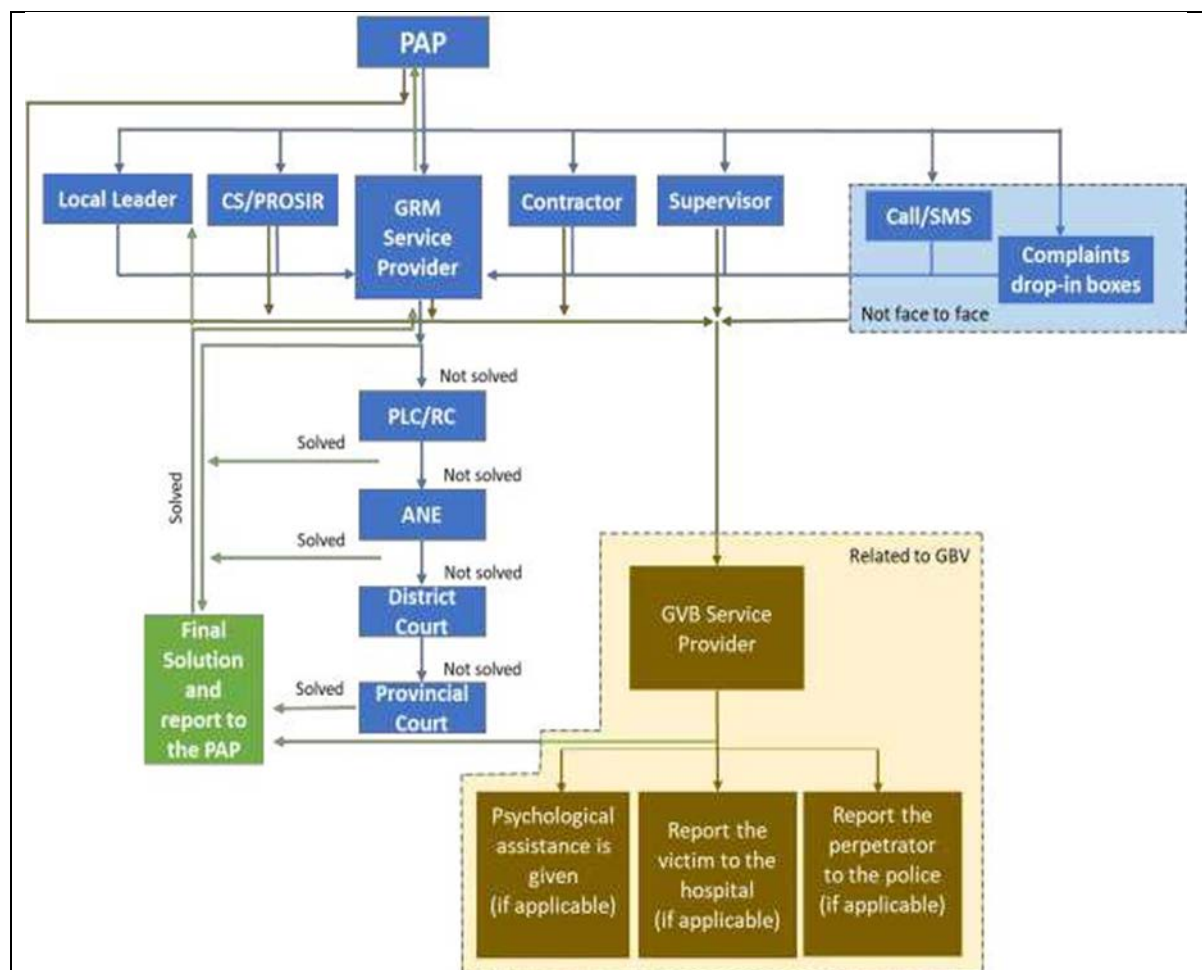 PAP
Local Leader
CS/PROSIR
GRM
Service
Provider
Contractor
Supervisor
Call/SMS
Complaints
drop-in boxes
Not face to face
Not solved
PLC/RC
Solved
Not solved
Solved
ANE
Solved
Not solved
District
Court
Not solved
Solved
Provincial
Court
Final
Solution
and
report to
the PAP
Related to GBV
GVB Service
Provider
Psychological
assistance is
given
(if applicable)
Report the
victim to the
hospital
(if applicable)
Report the
perpetrator
to the police
(if applicable)